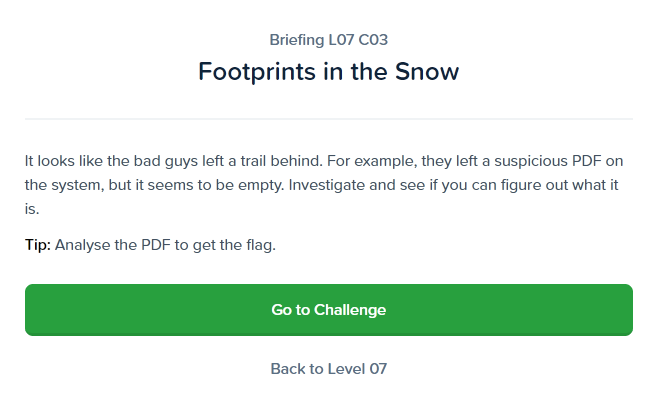 Briefing L07 C03
Footprints in the Snow
It looks like the bad guys left a trail behind. For example, they left a suspicious PDF on
the system, but it seems to be empty. Investigate and see if you can figure out what it
is.
Tip: Analyse the PDF to get the flag.
Go to Challenge
Back to Level 07